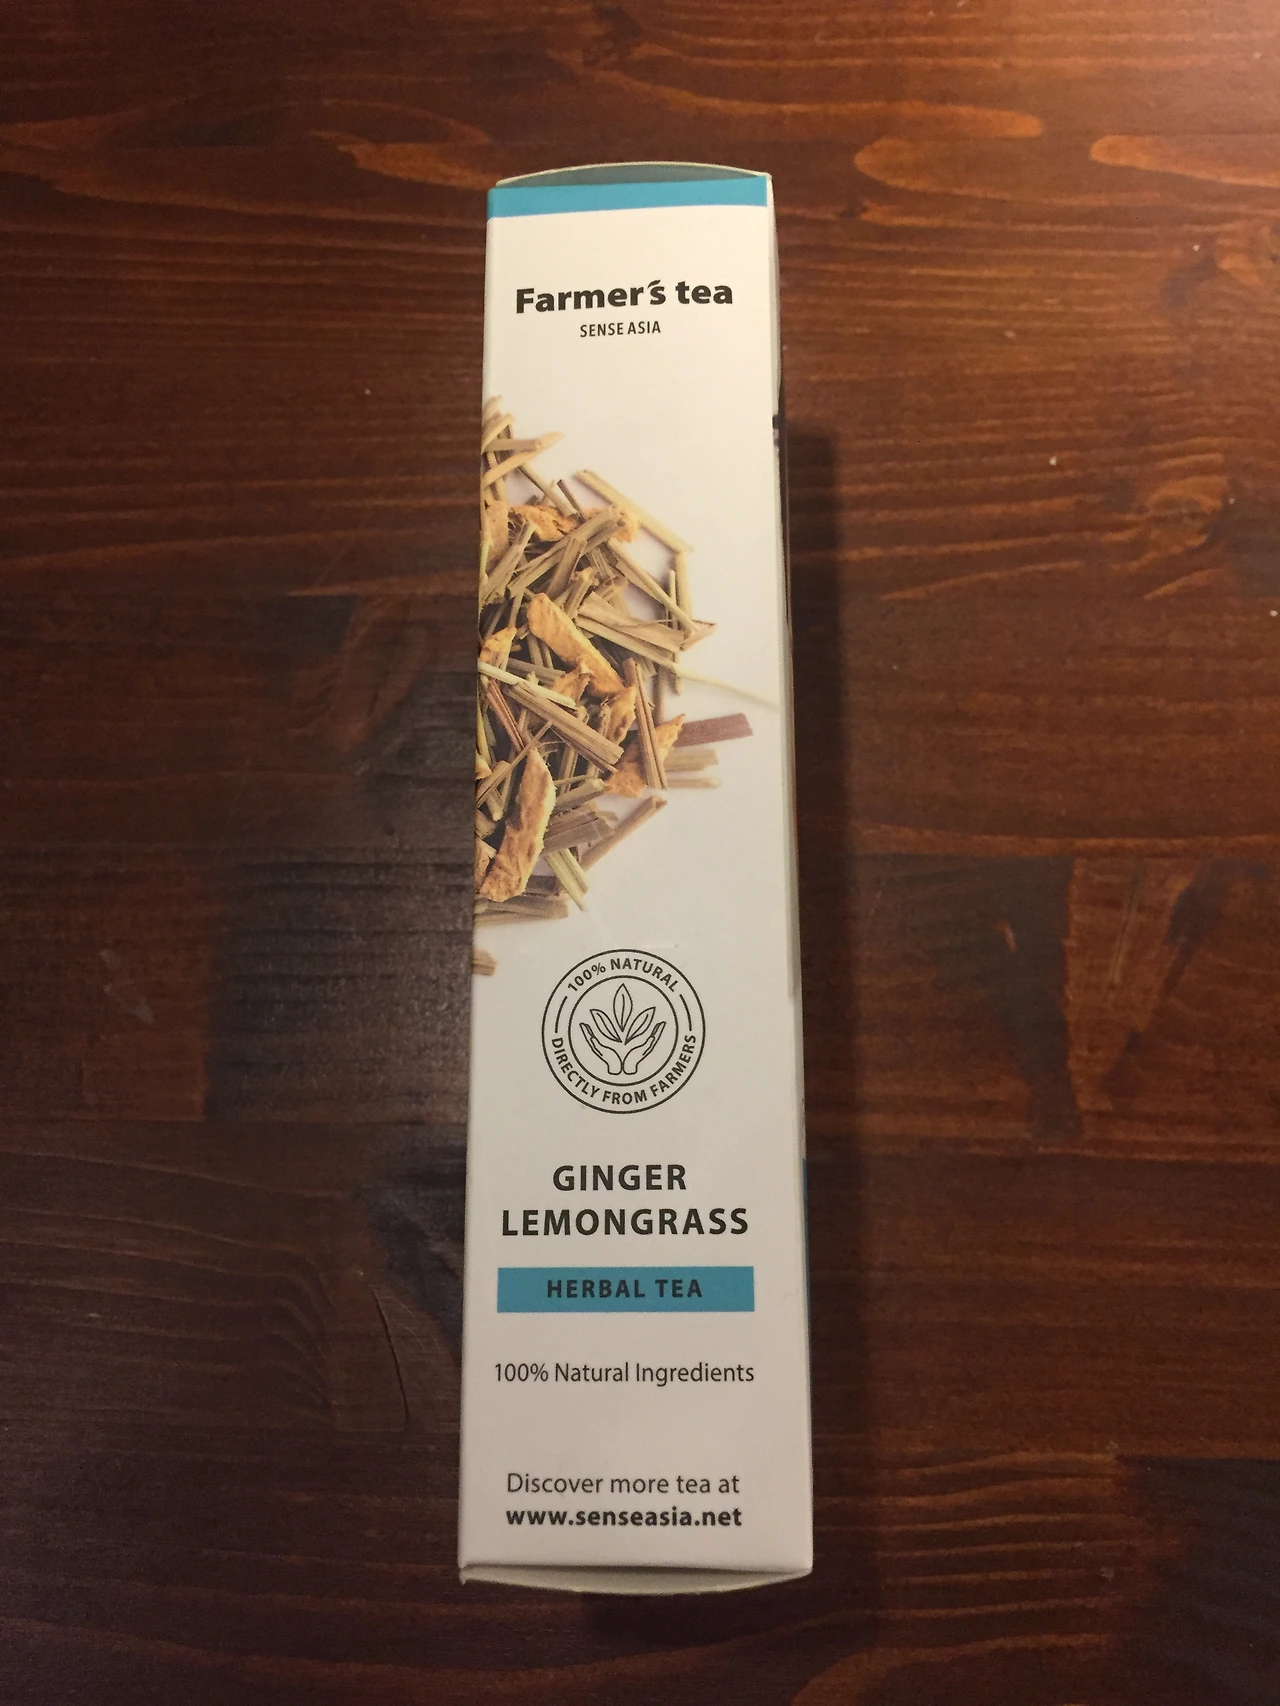 Farmer's tea
SENSE ASIA
100% NATURAL
DIRECTLY FROM FARMERS
GINGER
LEMONGRASS
HERBAL TEA
100% Natural Ingredients
Discover more tea at
www.senseasia.net